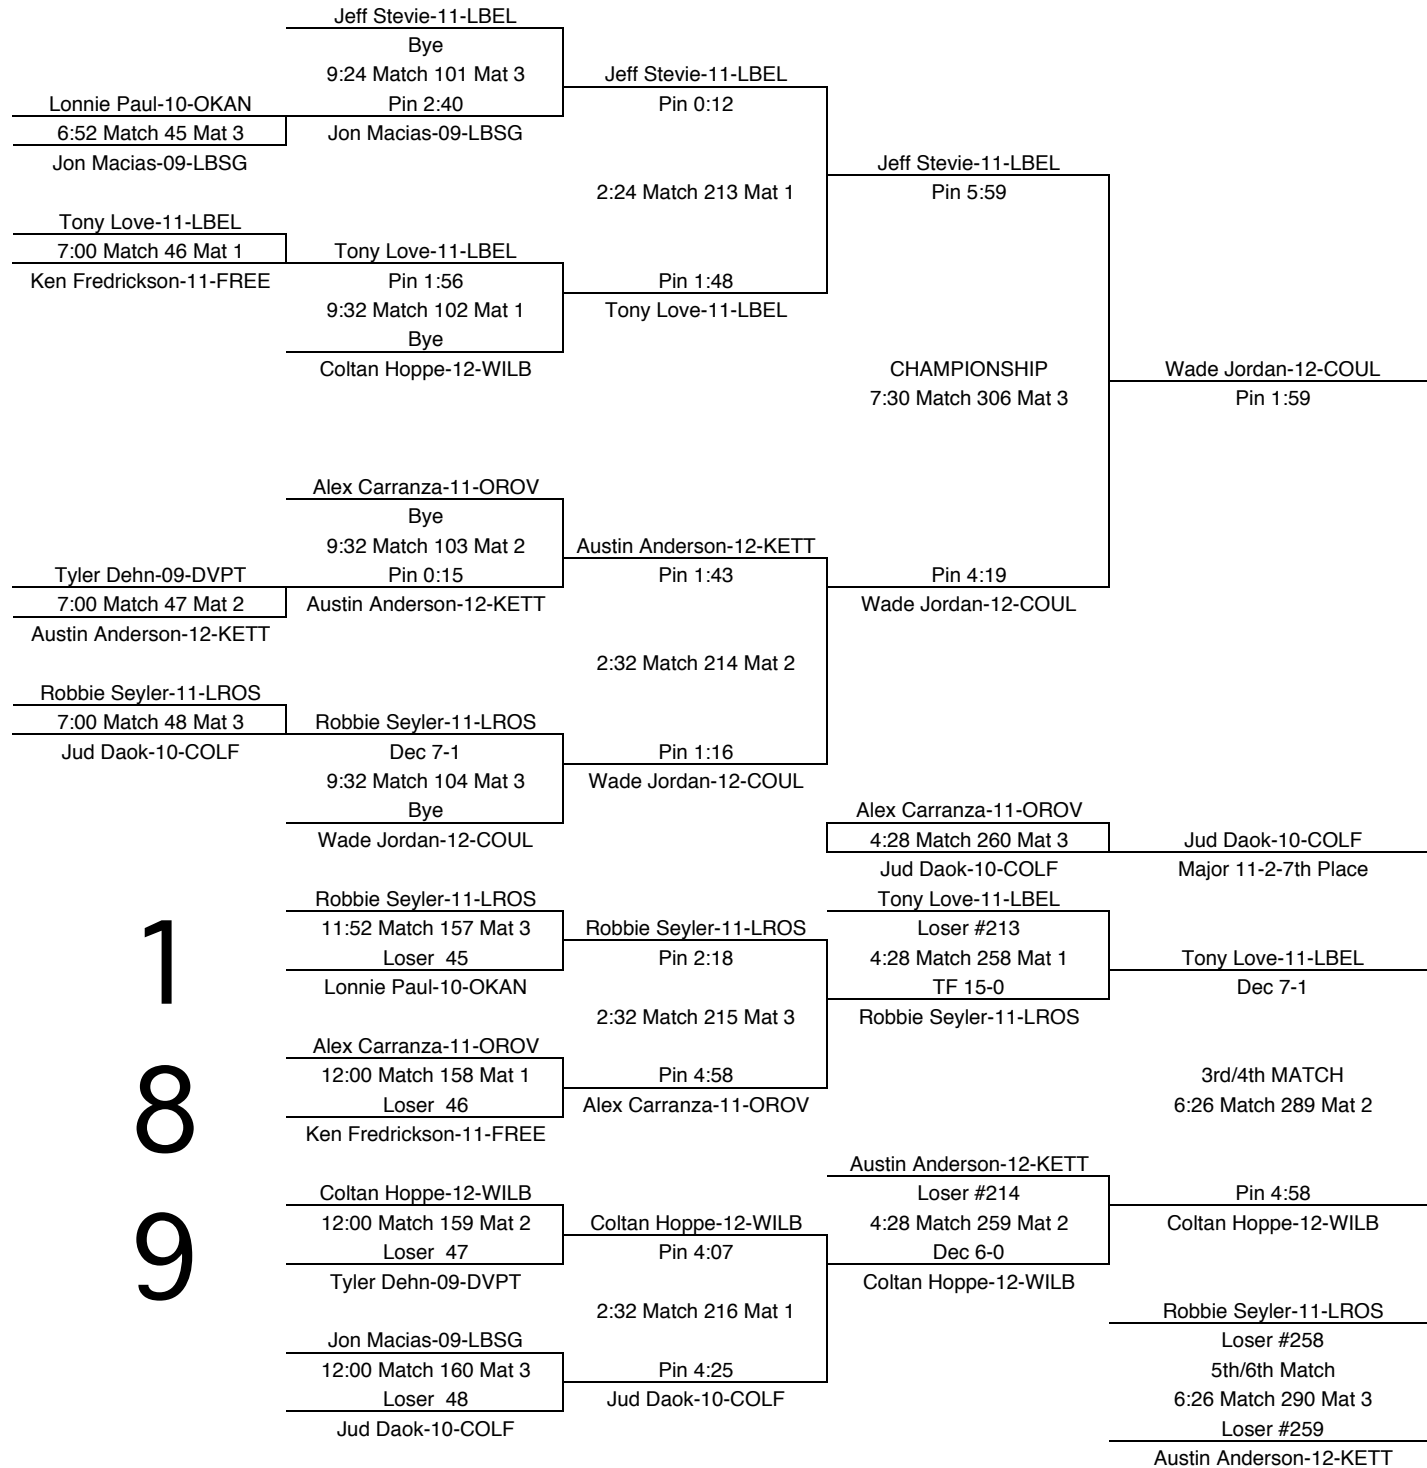 Jeff Stevie-11-LBEL
Bye
9:24 Match 101 Mat 3
Jeff Stevie-11-LBEL
Lonnie Paul-10-OKAN
Pin 2:40
Pin 0:12
6:52 Match 45 Mat 3
Jon Macias-09-LBSG
Jon Macias-09-LBSG
Jeff Stevie-11-LBEL
2:24 Match 213 Mat 1
Pin 5:59
Tony Love-11-LBEL
7:00 Match 46 Mat 1
Tony Love-11-LBEL
Ken Fredrickson-11-FREE
Pin 1:56
Pin 1:48
9:32 Match 102 Mat 1
Tony Love-11-LBEL
Bye
Coltan Hoppe-12-WILB
CHAMPIONSHIP
Wade Jordan-12-COUL
7:30 Match 306 Mat 3
Pin 1:59
Alex Carranza-11-OROV
Bye
9:32 Match 103 Mat 2
Austin Anderson-12-KETT
Tyler Dehn-09-DVPT
Pin 0:15
Pin 1:43
Pin 4:19
7:00 Match 47 Mat 2
Austin Anderson-12-KETT
Wade Jordan-12-COUL
Austin Anderson-12-KETT
2:32 Match 214 Mat 2
Robbie Seyler-11-LROS
7:00 Match 48 Mat 3
Robbie Seyler-11-LROS
Jud Daok-10-COLF
Dec 7-1
Pin 1:16
9:32 Match 104 Mat 3
Wade Jordan-12-COUL
Bye
Alex Carranza-11-OROV
Wade Jordan-12-COUL
4:28 Match 260 Mat 3
Jud Daok-10-COLF
Jud Daok-10-COLF
Major 11-2-7th Place
Robbie Seyler-11-LROS
Tony Love-11-LBEL
11:52 Match 157 Mat 3
Robbie Seyler-11-LROS
Loser #213
1
Loser 45
Pin 2:18
4:28 Match 258 Mat 1
Tony Love-11-LBEL
Lonnie Paul-10-OKAN
TF 15-0
Dec 7-1
2:32 Match 215 Mat 3
Robbie Seyler-11-LROS
Alex Carranza-11-OROV
12:00 Match 158 Mat 1
Pin 4:58
3rd/4th MATCH
8
Loser 46
Alex Carranza-11-OROV
6:26 Match 289 Mat 2
Ken Fredrickson-11-FREE
Austin Anderson-12-KETT
Coltan Hoppe-12-WILB
Loser #214
Pin 4:58
12:00 Match 159 Mat 2
Coltan Hoppe-12-WILB
4:28 Match 259 Mat 2
Coltan Hoppe-12-WILB
9
Loser 47
Pin 4:07
Dec 6-0
Tyler Dehn-09-DVPT
Coltan Hoppe-12-WILB
2:32 Match 216 Mat 1
Robbie Seyler-11-LROS
Jon Macias-09-LBSG
Loser #258
12:00 Match 160 Mat 3
Pin 4:25
5th/6th Match
Loser 48
Jud Daok-10-COLF
6:26 Match 290 Mat 3
Jud Daok-10-COLF
Loser #259
Austin Anderson-12-KETT